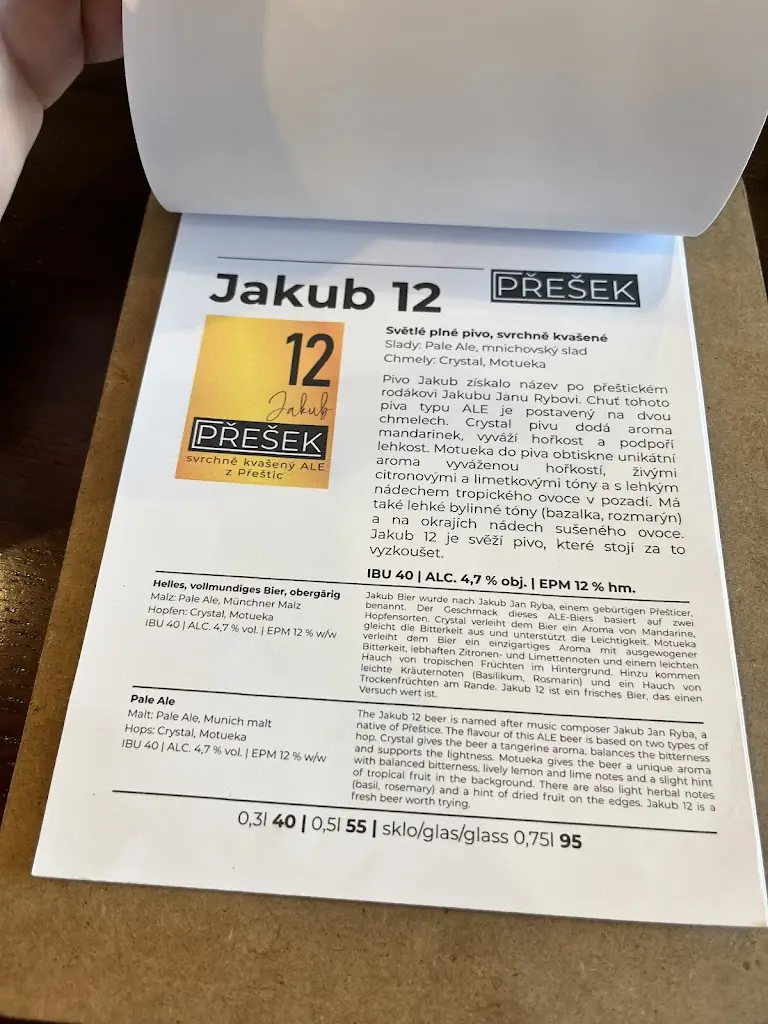 Jakub 12
PŘEŠEK
12
Jakub
PŘEŠEK
svrchně kvašený ALE
z Přeštic
Světlé plné pivo, svrchně kvašené
Slady: Pale Ale, mnichovský slad
Chmely: Crystal, Motueka
Pivo Jakub získalo název po přeštickém
rodákovi Jakubu Janu Rybovi. Chuť tohoto
piva typu ALE je postavený na dvou
chmelech. Crystal pivu dodá aroma
mandarinek, vyváží hořkost a podpoří
lehkost. Motueka do piva obtiskne unikátní
aroma vyváženou hořkostí, živými
citronovými a limetkovými tóny a s lehkým
nádechem tropického ovoce v pozadí. Má
také lehké bylinné tóny (bazalka, rozmarýn)
a na okrajích nádech sušeného ovoce.
Jakub 12 je svěží pivo, které stojí za to
vyzkoušet.
IBU 40 | ALC. 4,7 % obj. | EPM 12 % hm.
Helles, vollmundiges Bier, obergärig
Malz: Pale Ale, Münchner Malz
Hopfen: Crystal, Motueka
IBU 40 | ALC. 4,7 % vol. | EPM 12 % w/w
Jakub Bier wurde nach Jakub Jan Ryba, einem gebürtigen Přešticer,
benannt. Der Geschmack dieses ALE-Biers basiert auf zwei
Hopfensorten. Crystal verleiht dem Bier ein Aroma von Mandarine,
gleicht die Bitterkeit aus und unterstützt die Leichtigkeit. Motueka
verleiht dem Bier ein einzigartiges Aroma mit ausgewogener
Bitterkeit, lebhaften Zitronen- und Limettennoten und einem leichten
Hauch von tropischen Früchten im Hintergrund. Hinzu kommen
leichte Kräuternoten (Basilikum, Rosmarin) und ein Hauch von
Trockenfrüchten am Rande. Jakub 12 ist ein frisches Bier, das einen
Versuch wert ist.
Pale Ale
Malt: Pale Ale, Munich malt
Hops: Crystal, Motueka
IBU 40 | ALC. 4,7 % vol. | EPM 12 % w/w
The Jakub 12 beer is named after music composer Jakub Jan Ryba, a
native of Přeštice. The flavour of this ALE beer is based on two types of
hop. Crystal gives the beer a tangerine aroma, balances the bitterness
and supports the lightness. Motueka gives the beer a unique aroma
with balanced bitterness, lively lemon and lime notes and a slight hint
of tropical fruit in the background. There are also light herbal notes
(basil, rosemary) and a hint of dried fruit on the edges. Jakub 12 is a
fresh beer worth trying.
0,3l 40 | 0,5l 55 | sklo/glas/glass 0,75l 95